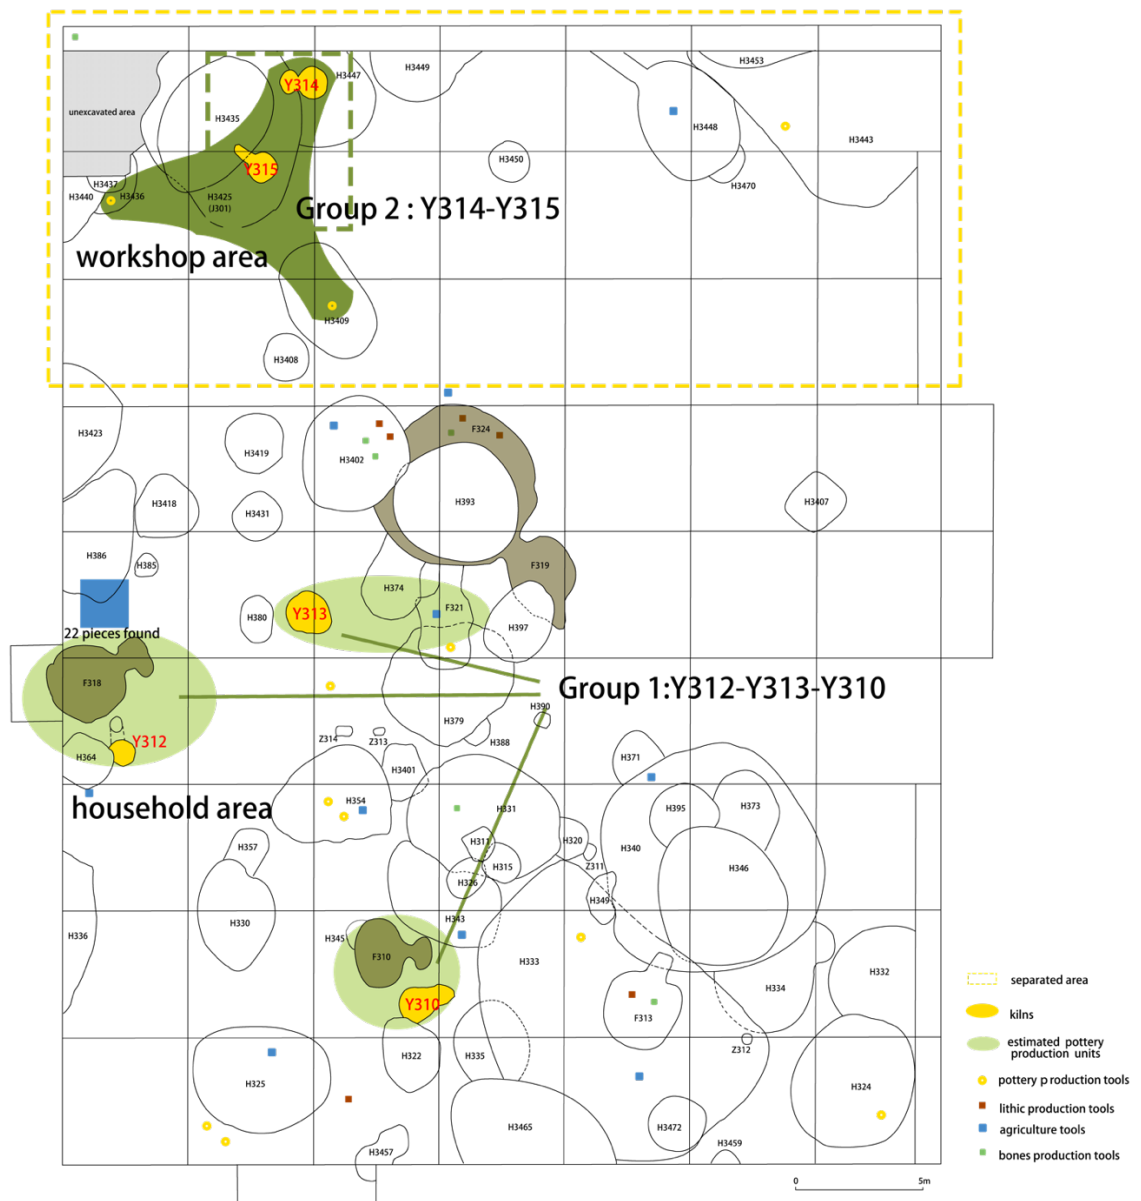 H3453
H3449
H3447
Y314
unexcavated area
H3435
H3448
H3443
H3450
Y315
H3470
H3437
H3440
H3436
H3425
(J301)
Group 2 : Y314-Y315
workshop area
H3409
H3408
H3423
F324
H3419
H3402
H3418
H393
H3407
H3431
H386
H385
F319
H374
F321
Y313
H380
H397
22 pieces found
F318
Group 1:Y312-Y313-Y310
H390
H379
Z314
Z313
H388
Y312
H364
H3401
H371
household area
H354
H331
H395
H373
H311
H320
H340
H357
H315
Z311
H346
H326
H349
H330
H343
H336
H345
F310
H333
H332
H334
Y310
F313
Z312
H322
H335
H325
H324
H3465
H3472
H3459
H3457
0
5m
separated area
kilns
estimated pottery
production units
pottery production tools
lithic production tools
agriculture tools
bones production tools